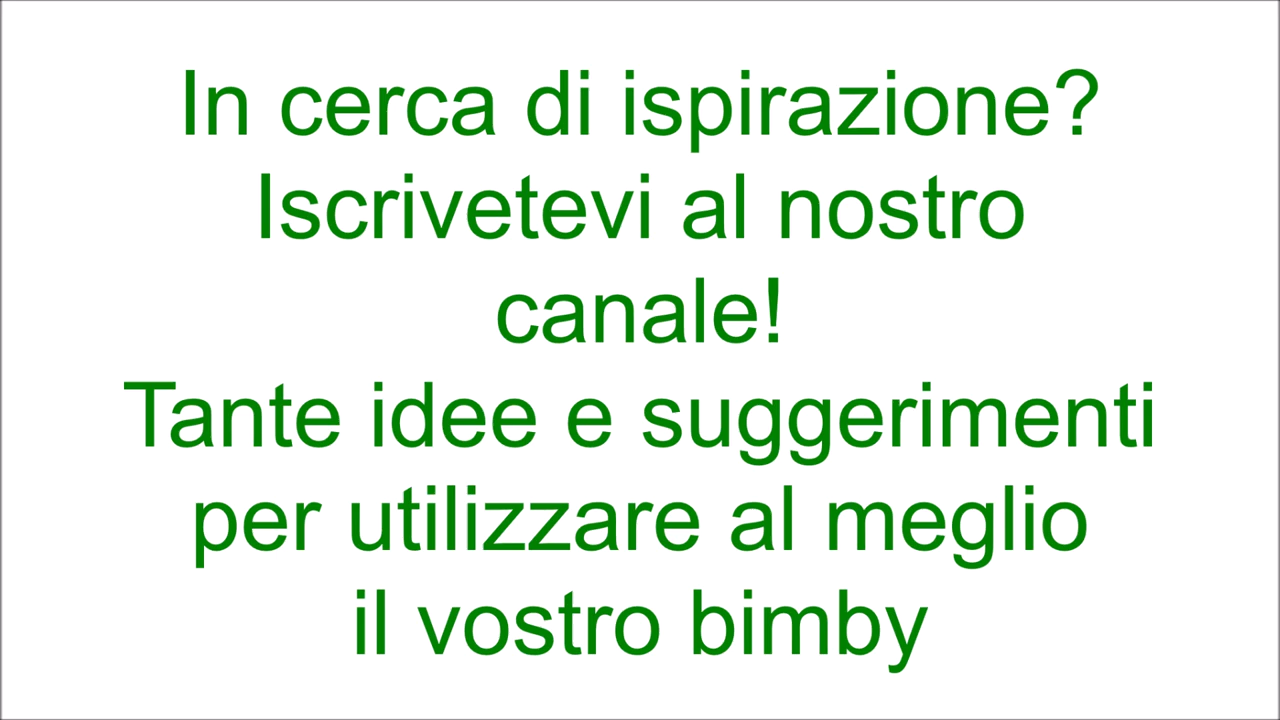 In cerca di ispirazione?
Iscrivetevi al nostro
canale!
Tante idee e suggerimenti
per utilizzare al meglio
il vostro bimby